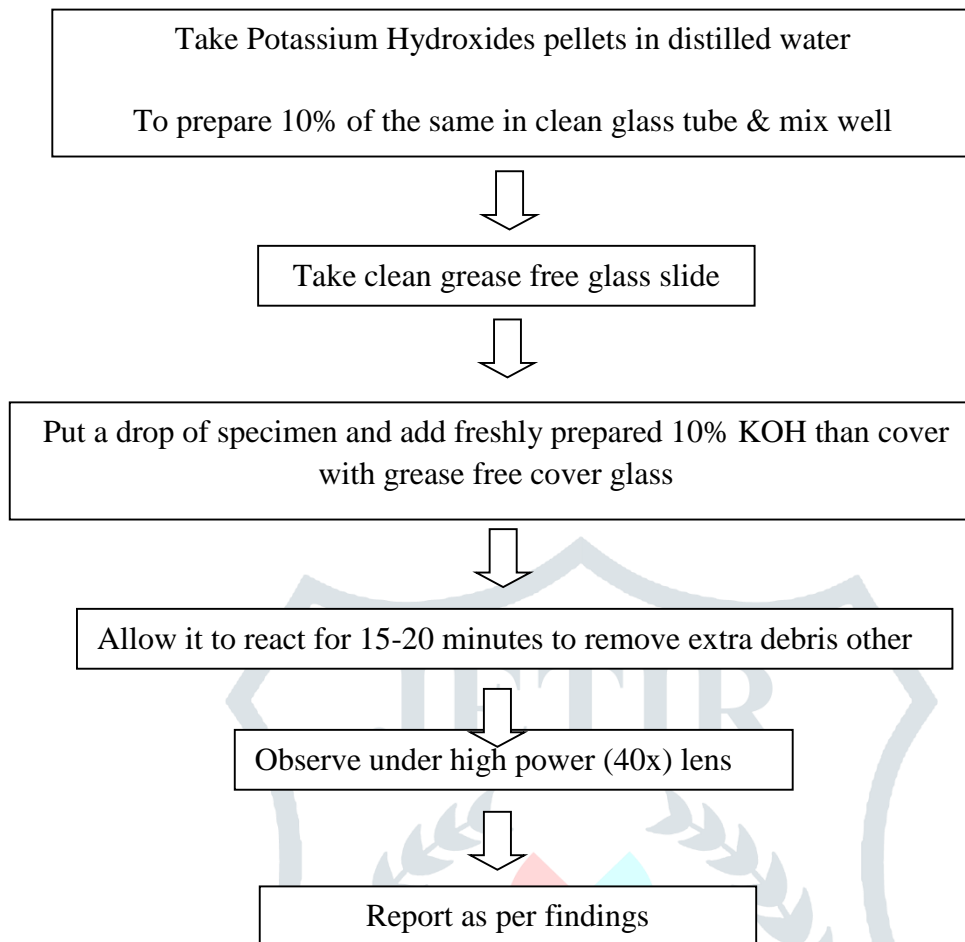 Take Potassium Hydroxides pellets in distilled water
To prepare 10% of the same in clean glass tube & mix well
Take clean grease free glass slide
Put a drop of specimen and add freshly prepared 10% KOH than cover
with grease free cover glass
Allow it to react for 15-20 minutes to remove extra debris other
JETIR
Observe under high power (40x) lens
Report as per findings